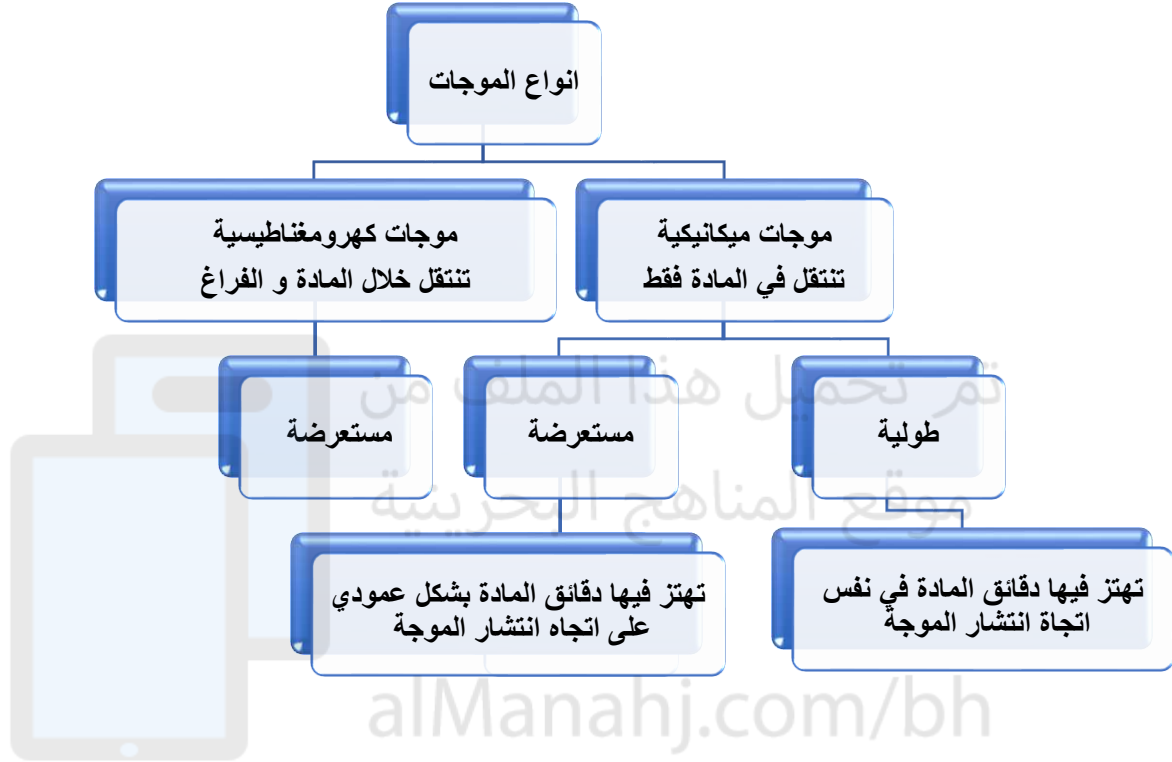 انواع الموجات
موجات ميكانيكية
تنتقل في المادة فقط
موجات كهرومغناطيسية
تنتقل خلال المادة و الفراغ
طولية
مستعرضة
مستعرضة
تهتز فيها دقائق المادة في نفس
اتجاة انتشار الموجة
تهتز فيها دقائق المادة بشكل عمودي
على اتجاه انتشار الموجة
تم تحميل هذا الملف من
موقع المناهج البحرينية
alManahj.com/bh